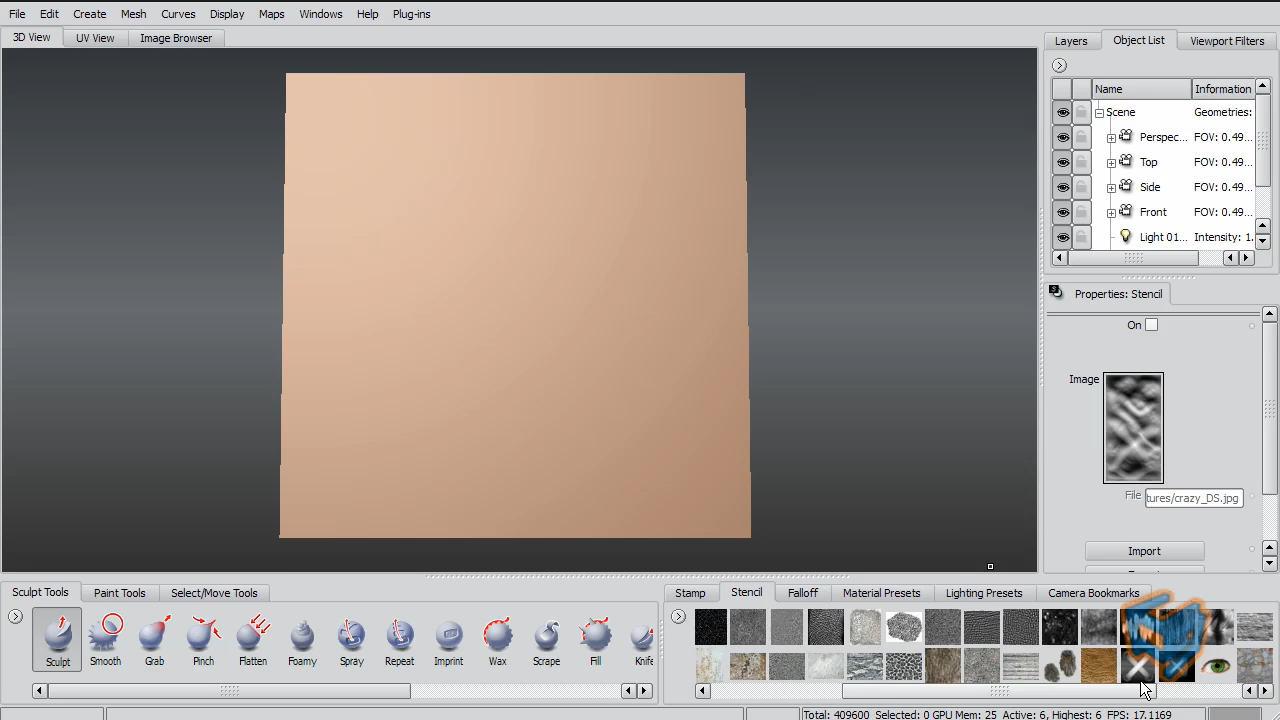 File Edit Create Mesh Curves Display Maps Windows Help Plug-ins
3D View UV View Image Browser
Layers Object List Viewport Filters
Name Information
Scene Geometries:
Perspec... FOV: 0.49...
Top FOV: 0.49...
Side FOV: 0.49...
Front FOV: 0.49...
Light 01... Intensity: 1.
Properties: Stencil
On
Image
File tures/crazy_DS.jpg
Import
Sculpt Tools Paint Tools Select/Move Tools
Stamp Stencil Falloff Material Presets Lighting Presets Camera Bookmarks
Sculpt Smooth Grab Pinch Flatten Foamy Spray Repeat Imprint Wax Scrape Fill Knife
Total: 409600 Selected: 0 GPU Mem: 25 Active: 6, Highest: 6 FPS: 17.1169